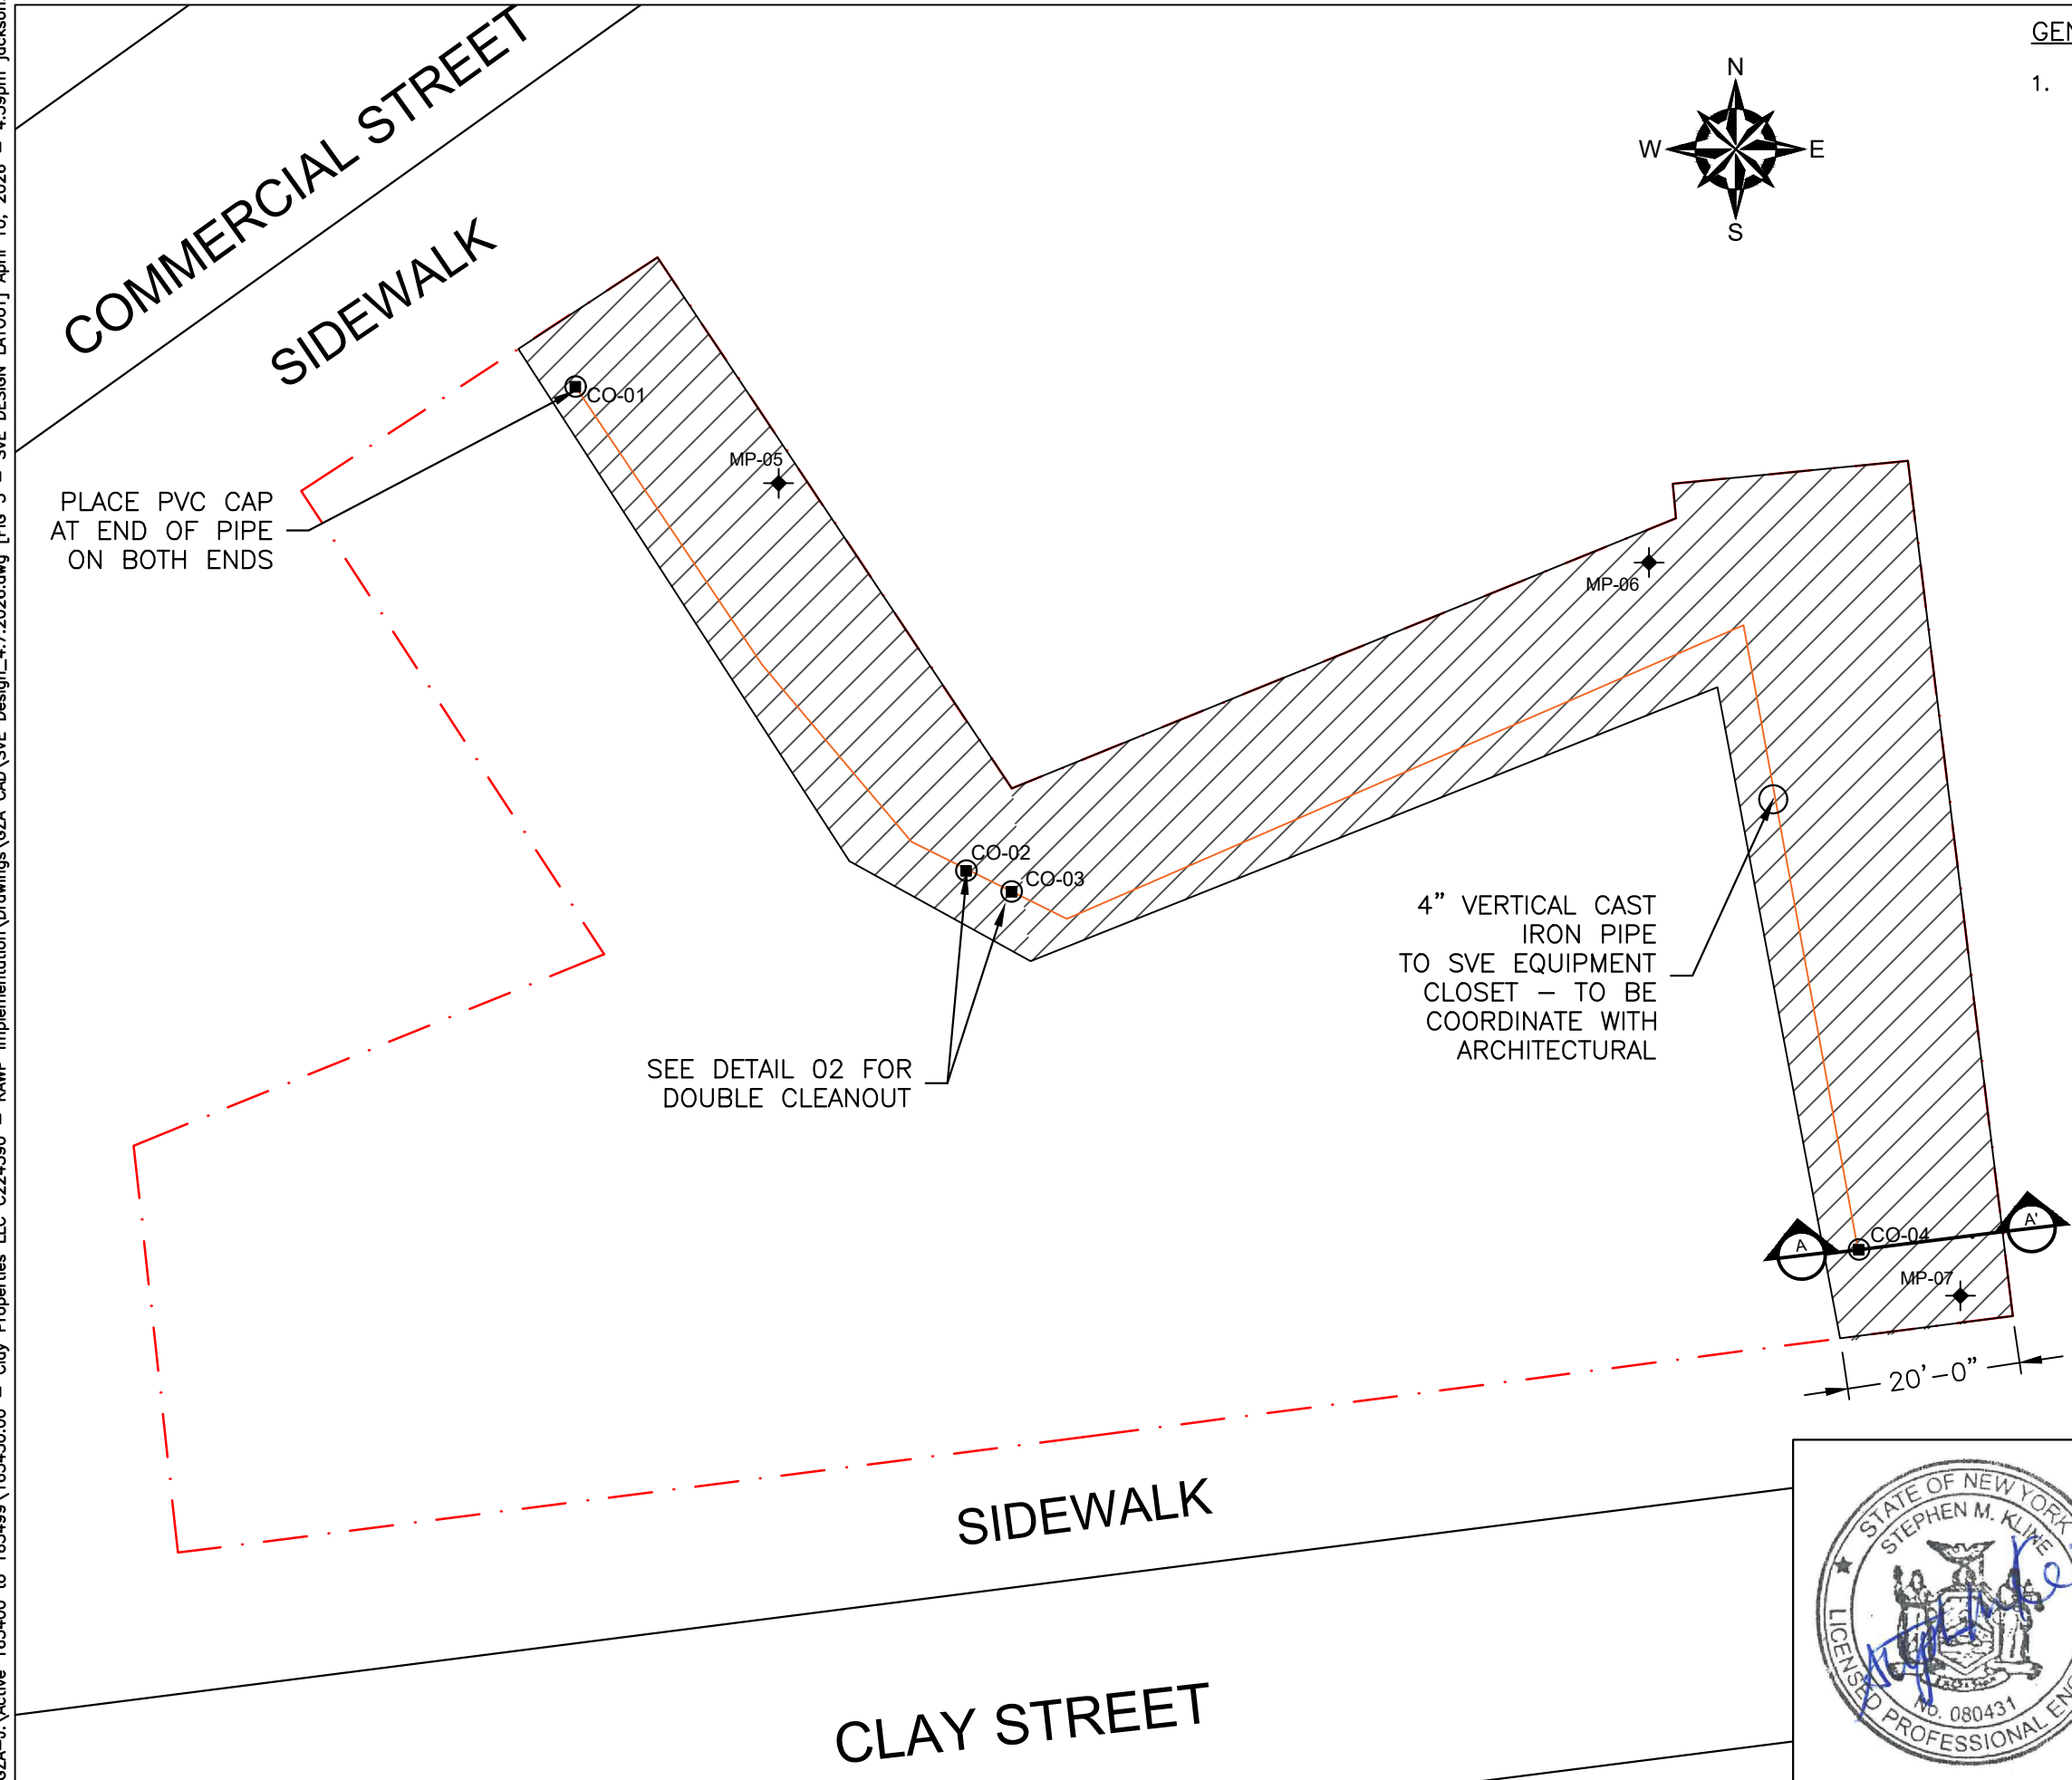 COMMERCIAL STREET
SIDEWALK
N
W
E
S
1.
CO-01
MP-05
PLACE PVC CAP
AT END OF PIPE
ON BOTH ENDS
MP-06
CO-02
CO-03
4” VERTICAL CAST
IRON PIPE
TO SVE EQUIPMENT
CLOSET – TO BE
COORDINATE WITH
ARCHITECTURAL
SEE DETAIL 02 FOR
DOUBLE CLEANOUT
A
CO-04
A'
MP-07
20'-0”
SIDEWALK
CLAY STREET
STATE OF NEW YORK
STEPHEN M. KLINE
No. 080431
LICENSED PROFESSIONAL